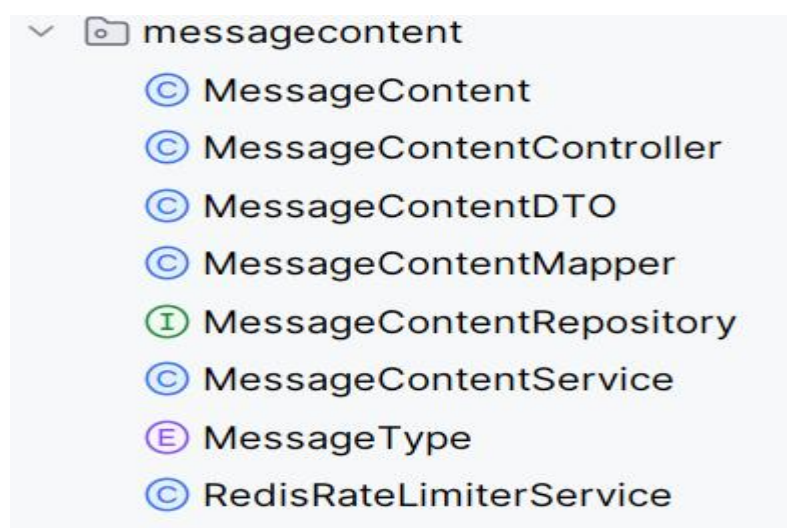 messagecontent
C MessageContent
C MessageContentController
C MessageContentDTO
C MessageContentMapper
I MessageContentRepository
C MessageContentService
E MessageType
C RedisRateLimiterService